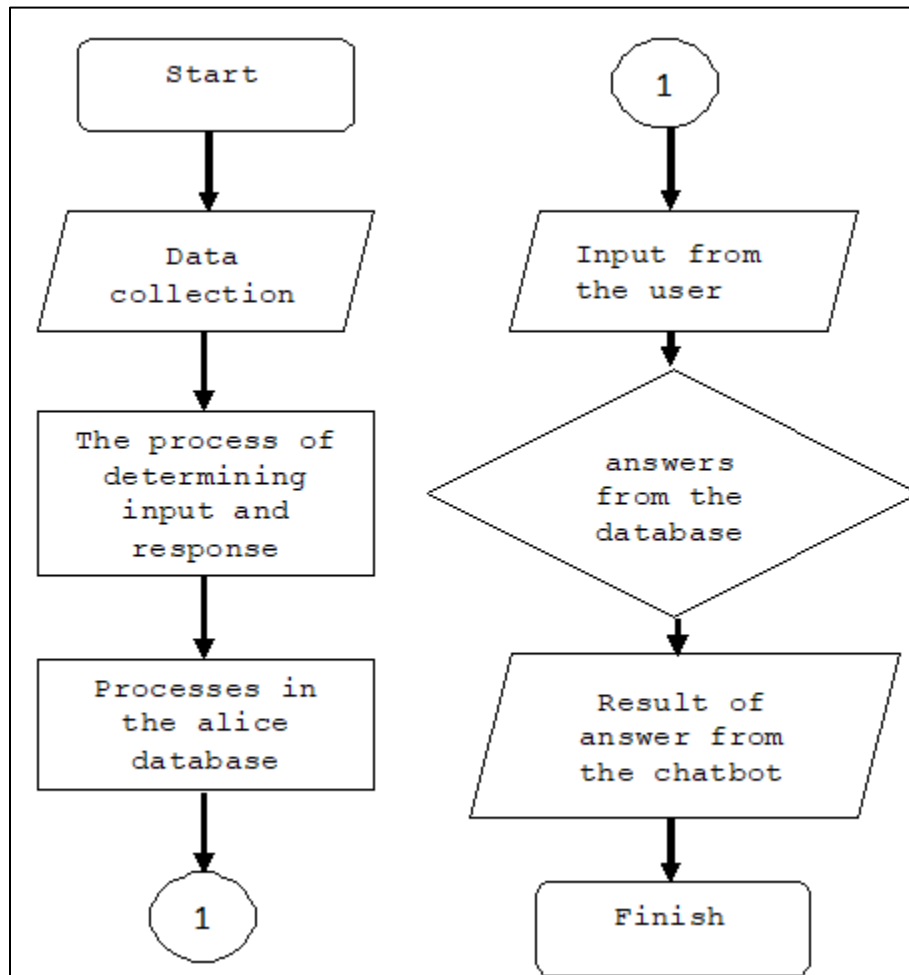 Start
Data
collection
The process of
determining
input and
response
Processes in
the alice
database
1
1
Input from
the user
answers
from the
database
Result of
answer from
the chatbot
Finish